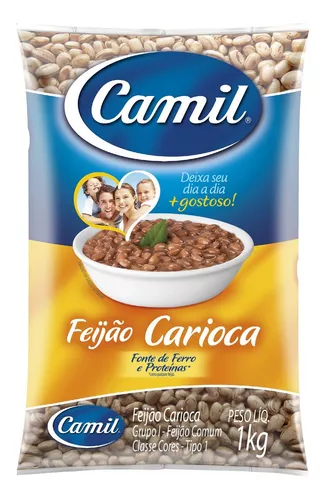 Camil®
Deixa seu
dia a dia
+gostoso!
Feijão Carioca
Fonte de Ferro
e Proteínas*
Camil®
Feijão Carioca
Grupo I - Feijão Comum
Classe Cores - Tipo 1
PESO LÍQ.
1kg